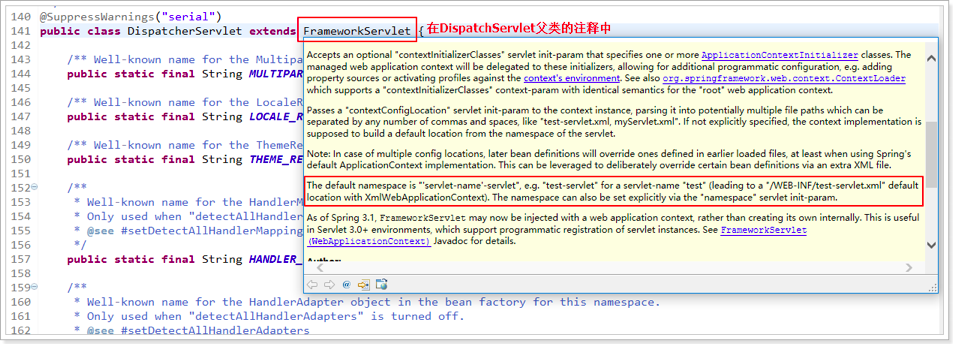 140 @SuppressWarnings("serial")
141 public class DispatcherServlet extends FrameworkServlet { 在DispatchServlet父类的注释中
142
143 /** Well-known name for the Multipa
144 public static final String MULTIPAR
145
146 /** Well-known name for the LocaleR
147 public static final String LOCALE_R
148
149 /** Well-known name for the ThemeRe
150 public static final String THEME_RE
151
152 /**
153 * Well-known name for the HandlerM
154 * Only used when "detectAllHandler
155 * @see #setDetectAllHandlerMapping
156 */
157 public static final String HANDLER_
158
159 /**
160 * Well-known name for the HandlerAdapter object in the bean factory for this namespace.
161 * Only used when "detectAllHandlerAdapters" is turned off.
162 * @see #setDetectAllHandlerAdapters
Accepts an optional "contextInitializerClasses" servlet init-param that specifies one or more ApplicationContextInitializer classes. The
managed web application context will be delegated to these initializers, allowing for additional programmatic configuration, e.g. adding
property sources or activating profiles against the context's environment. See also org.springframework.web.context.ContextLoader
which supports a "contextInitializerClasses" context-param with identical semantics for the "root" web application context.
Passes a "contextConfigLocation" servlet init-param to the context instance, parsing it into potentially multiple file paths which can be
separated by any number of commas and spaces, like "test-servlet.xml, myServlet.xml". If not explicitly specified, the context implementation is
supposed to build a default location from the namespace of the servlet.
Note: In case of multiple config locations, later bean definitions will override ones defined in earlier loaded files, at least when using Spring's
default ApplicationContext implementation. This can be leveraged to deliberately override certain bean definitions via an extra XML file.
The default namespace is "'servlet-name'-servlet", e.g. "test-servlet" for a servlet-name "test" (leading to a "/WEB-INF/test-servlet.xml" default
location with XmlWebApplicationContext). The namespace can also be set explicitly via the "namespace" servlet init-param.
As of Spring 3.1, FrameworkServlet may now be injected with a web application context, rather than creating its own internally. This is useful
in Servlet 3.0+ environments, which support programmatic registration of servlet instances. See FrameworkServlet
(WebApplicationContext) Javadoc for details.